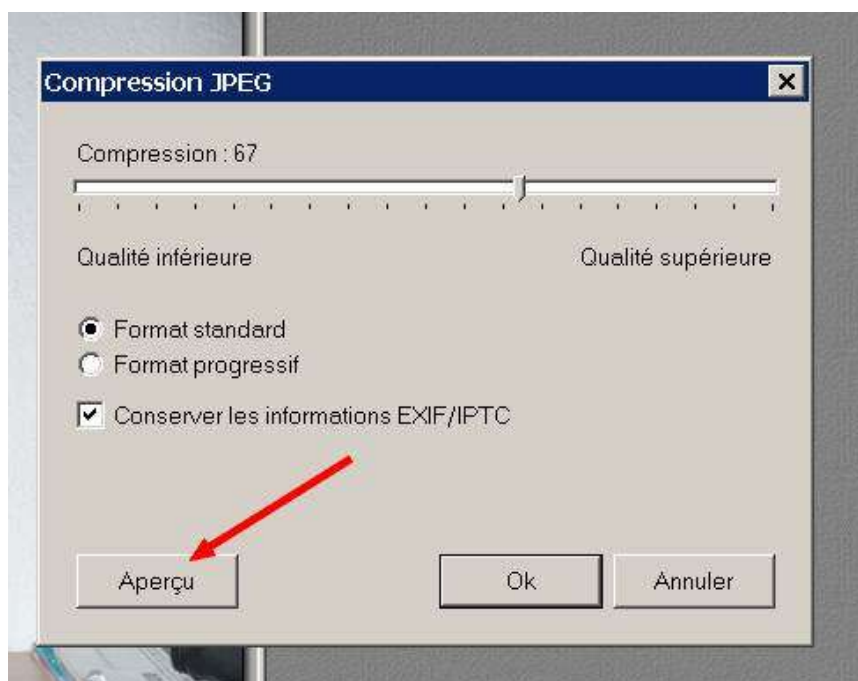 Compression JPEG
Compression : 67
Qualité inférieure
Qualité supérieure
Format standard
Format progressif
Conserver les informations EXIF/IPTC
Aperçu
Ok
Annuler